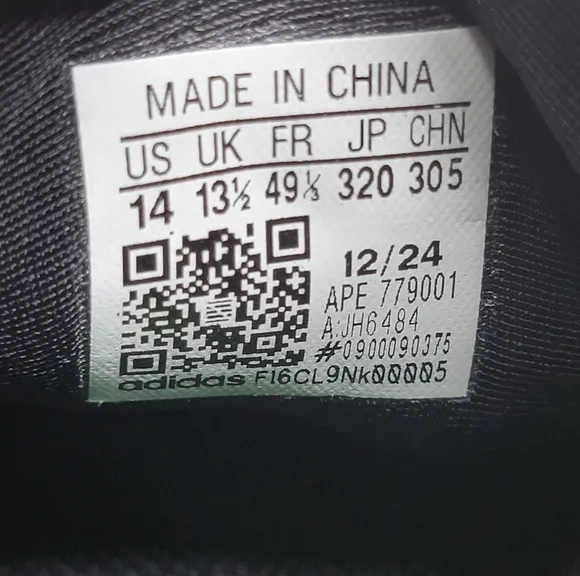 MADE IN CHINA
US UK FR JP CHN
14 13½ 49⅓ 320 305
12/24
APE 779001
A:JH6484
#0900090375
adidas F16CL9Nk00005